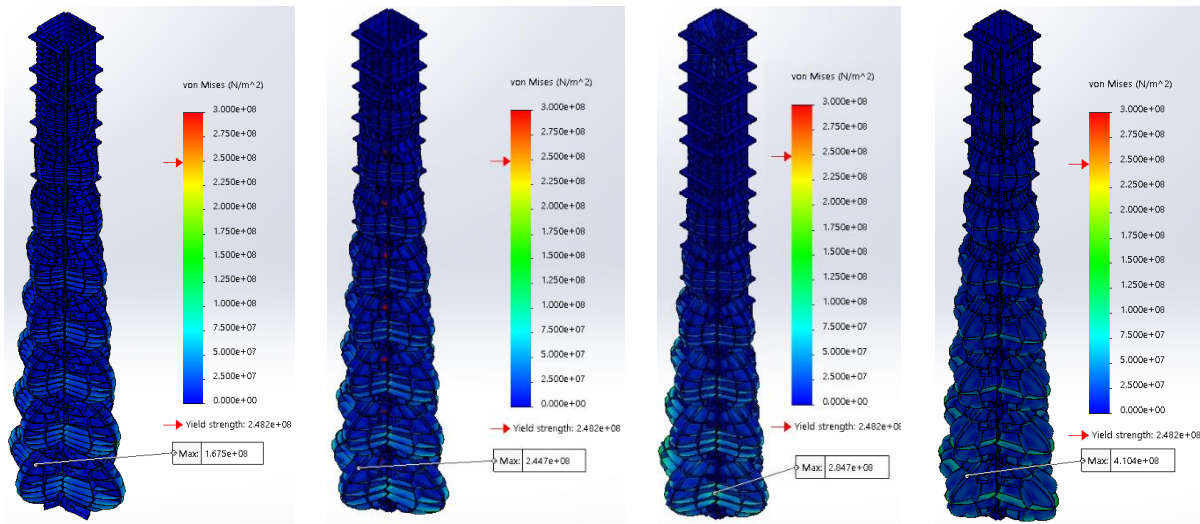 von Mises (N/m^2)
3.000e+08
2.750e+08
2.500e+08
2.250e+08
2.000e+08
1.750e+08
1.500e+08
1.250e+08
1.000e+08
7.500e+07
5.000e+07
2.500e+07
0.000e+00
Yield strength: 2.482e+08
Max: 1.675e+08
von Mises (N/m^2)
3.000e+08
2.750e+08
2.500e+08
2.250e+08
2.000e+08
1.750e+08
1.500e+08
1.250e+08
1.000e+08
7.500e+07
5.000e+07
2.500e+07
0.000e+00
Yield strength: 2.482e+08
Max: 2.447e+08
von Mises (N/m^2)
3.000e+08
2.750e+08
2.500e+08
2.250e+08
2.000e+08
1.750e+08
1.500e+08
1.250e+08
1.000e+08
7.500e+07
5.000e+07
2.500e+07
0.000e+00
Yield strength: 2.482e+08
Max: 2.847e+08
von Mises (N/m^2)
3.000e+08
2.750e+08
2.500e+08
2.250e+08
2.000e+08
1.750e+08
1.500e+08
1.250e+08
1.000e+08
7.500e+07
5.000e+07
2.500e+07
0.000e+00
Yield strength: 2.482e+08
Max: 4.104e+08